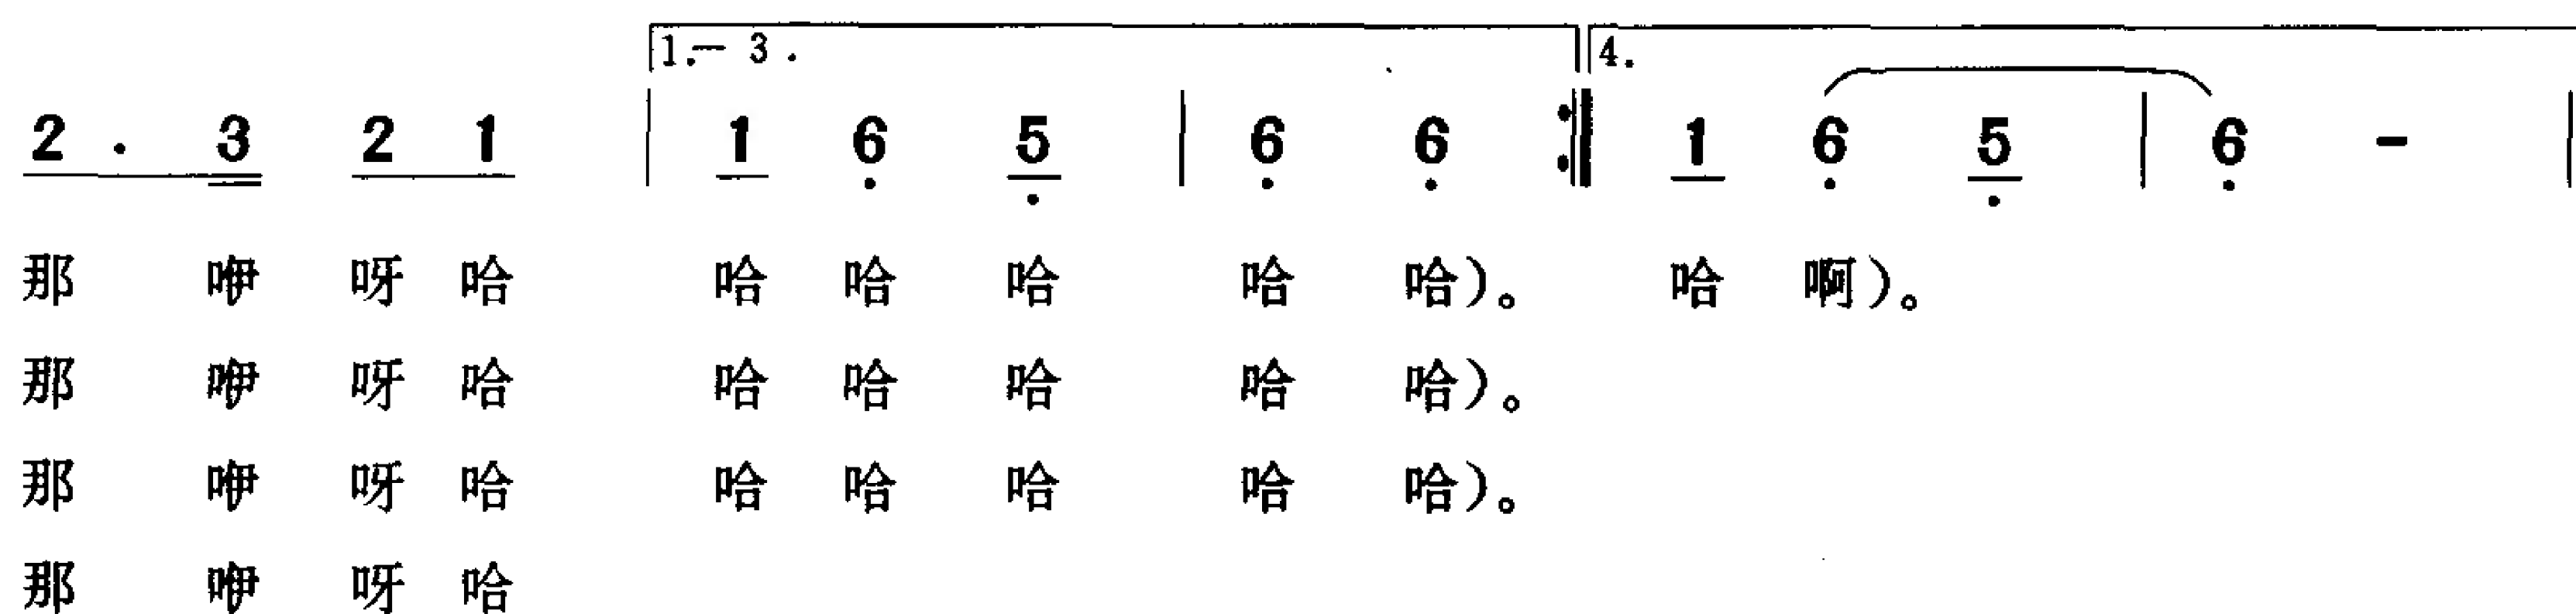 1.— 3. 4.
2 . 3 2 1 | 1 6 5 | 6 6 :‖ 1 6 5 | 6 - |
那 咿 呀 哈 哈 哈 哈 哈 哈）。 哈 啊）。
那 咿 呀 哈 哈 哈 哈 哈 哈）。
那 咿 呀 哈 哈 哈 哈 哈 哈）。
那 咿 呀 哈